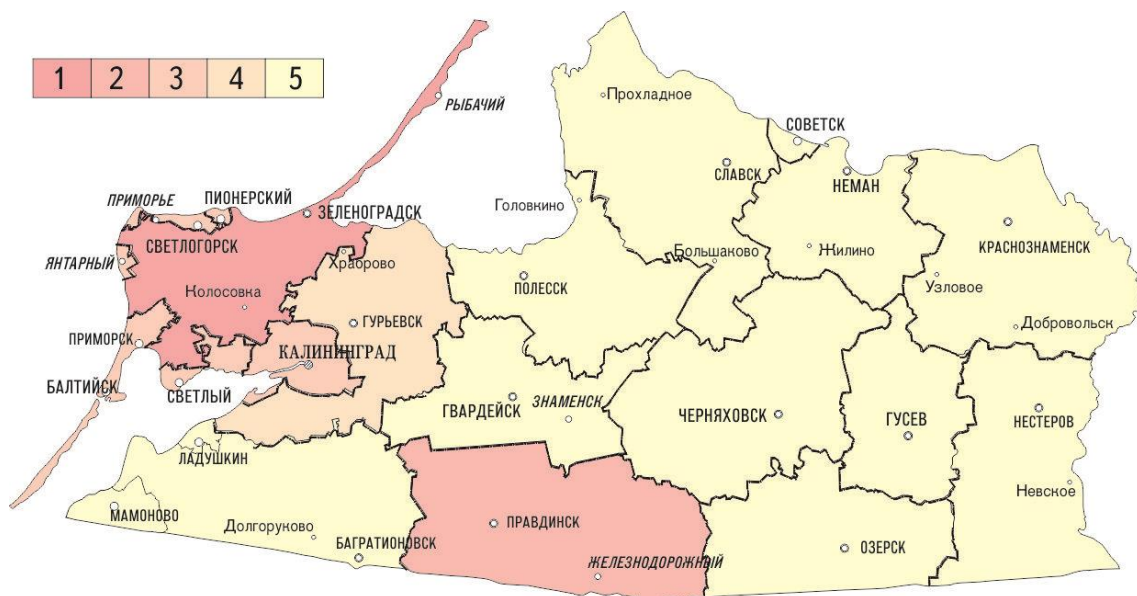 1 2 3 4 5
Прохладное
РЫБАЧИЙ
СОВЕТСК
СЛАВСК
НЕМАН
ПРИМОРЬЕ
ПИОНЕРСКИЙ
Головкино
ЗЕЛЕНОГРАДСК
СВЕТЛОГОРСК
КРАСНОЗНАМЕНСК
Большаково
Жилино
ЯНТАРНЫЙ
Храброво
Колосовка
ПОЛЕССК
Узловое
ГУРЬЕВСК
Добровольск
ПРИМОРСК
КАЛИНИНГРАД
БАЛТИЙСК
СВЕТЛЫЙ
ГВАРДЕЙСК
ЗНАМЕНСК
ЧЕРНЯХОВСК
ГУСЕВ
НЕСТЕРОВ
ЛАДУШКИН
Невское
МАМОНОВО
Долгоруково
ПРАВДИНСК
БАГРАТИОНОВСК
ОЗЕРСК
ЖЕЛЕЗНОДОРОЖНЫЙ